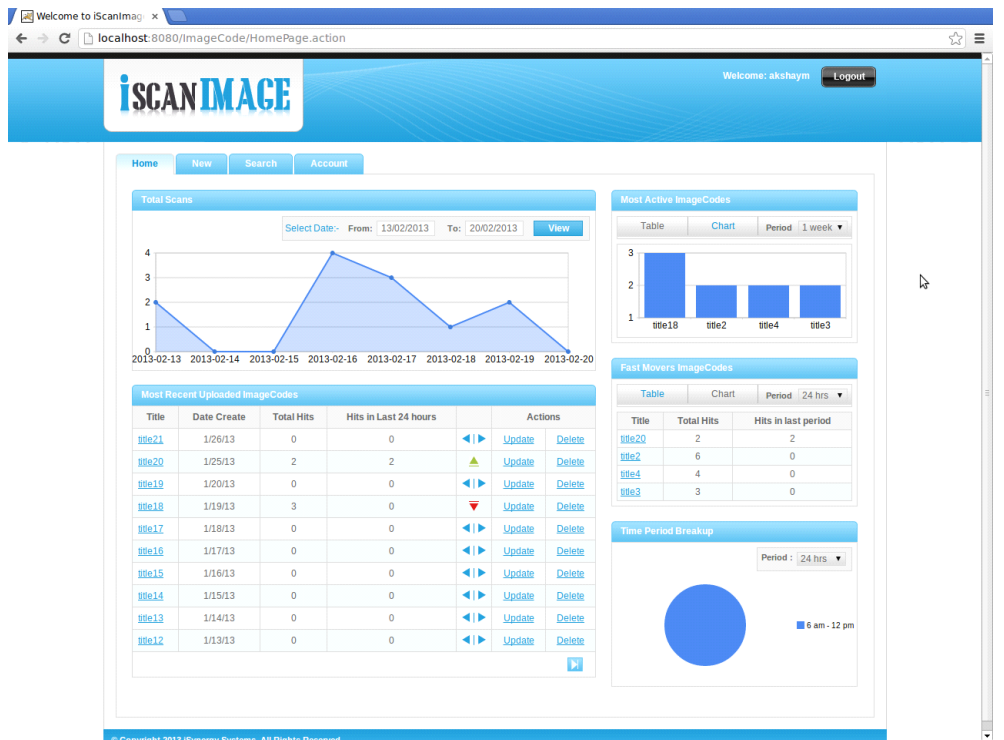 Welcome to iScanImag
localhost:8080/ImageCode/HomePage.action
iSCANIMAGE
Welcome: akshaym
Logout
Home New Search Account
Total Scans
Select Date:- From: 13/02/2013 To: 20/02/2013 View
4
3
2
1
0
2013-02-13 2013-02-14 2013-02-15 2013-02-16 2013-02-17 2013-02-18 2013-02-19 2013-02-20
Most Recent Uploaded ImageCodes
Title Date Create Total Hits Hits in Last 24 hours Actions
title21 1/26/13 0 0 Update Delete
title20 1/25/13 2 2 Update Delete
title19 1/20/13 0 0 Update Delete
title18 1/19/13 3 0 Update Delete
title17 1/18/13 0 0 Update Delete
title16 1/17/13 0 0 Update Delete
title15 1/16/13 0 0 Update Delete
title14 1/15/13 0 0 Update Delete
title13 1/14/13 0 0 Update Delete
title12 1/13/13 0 0 Update Delete
Most Active ImageCodes
Table Chart Period 1 week
3
2
1
title18 title2 title4 title3
Fast Movers ImageCodes
Table Chart Period 24 hrs
Title Total Hits Hits in last period
title20 2 2
title2 6 0
title4 4 0
title3 3 0
Time Period Breakup
Period : 24 hrs
6 am - 12 pm
© Copyright 2013 iSynergy Systems. All Rights Reserved